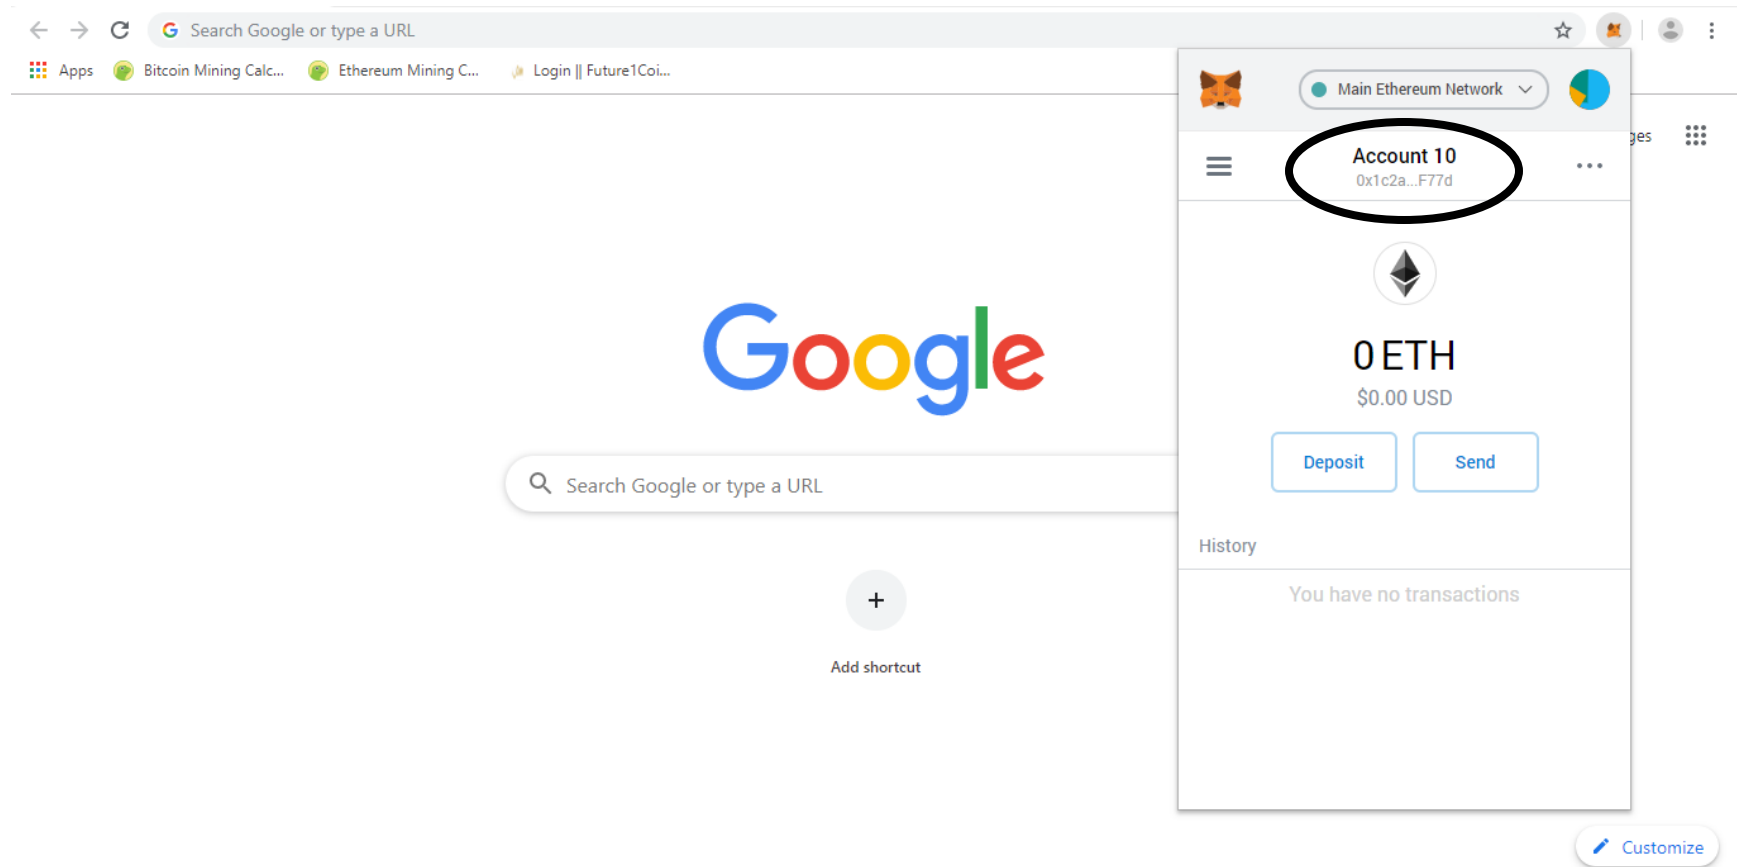 Search Google or type a URL
Apps
Bitcoin Mining Calc...
Ethereum Mining C...
Login || Future1Coi...
Main Ethereum Network
Account 10
0x1c2a...F77d
0 ETH
$0.00 USD
Deposit
Send
History
You have no transactions
ges
Google
Search Google or type a URL
+
Add shortcut
Customize